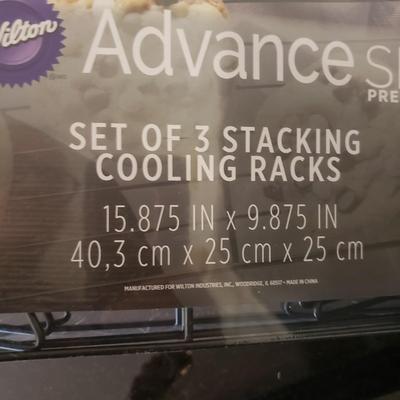 Wilton
Advance
PRE
SET OF 3 STACKING
COOLING RACKS
15.875 IN x 9.875 IN
40,3 cm x 25 cm x 25 cm
MANUFACTURED FOR WILTON INDUSTRIES, INC., WOODRIDGE, IL 60517 • MADE IN CHINA